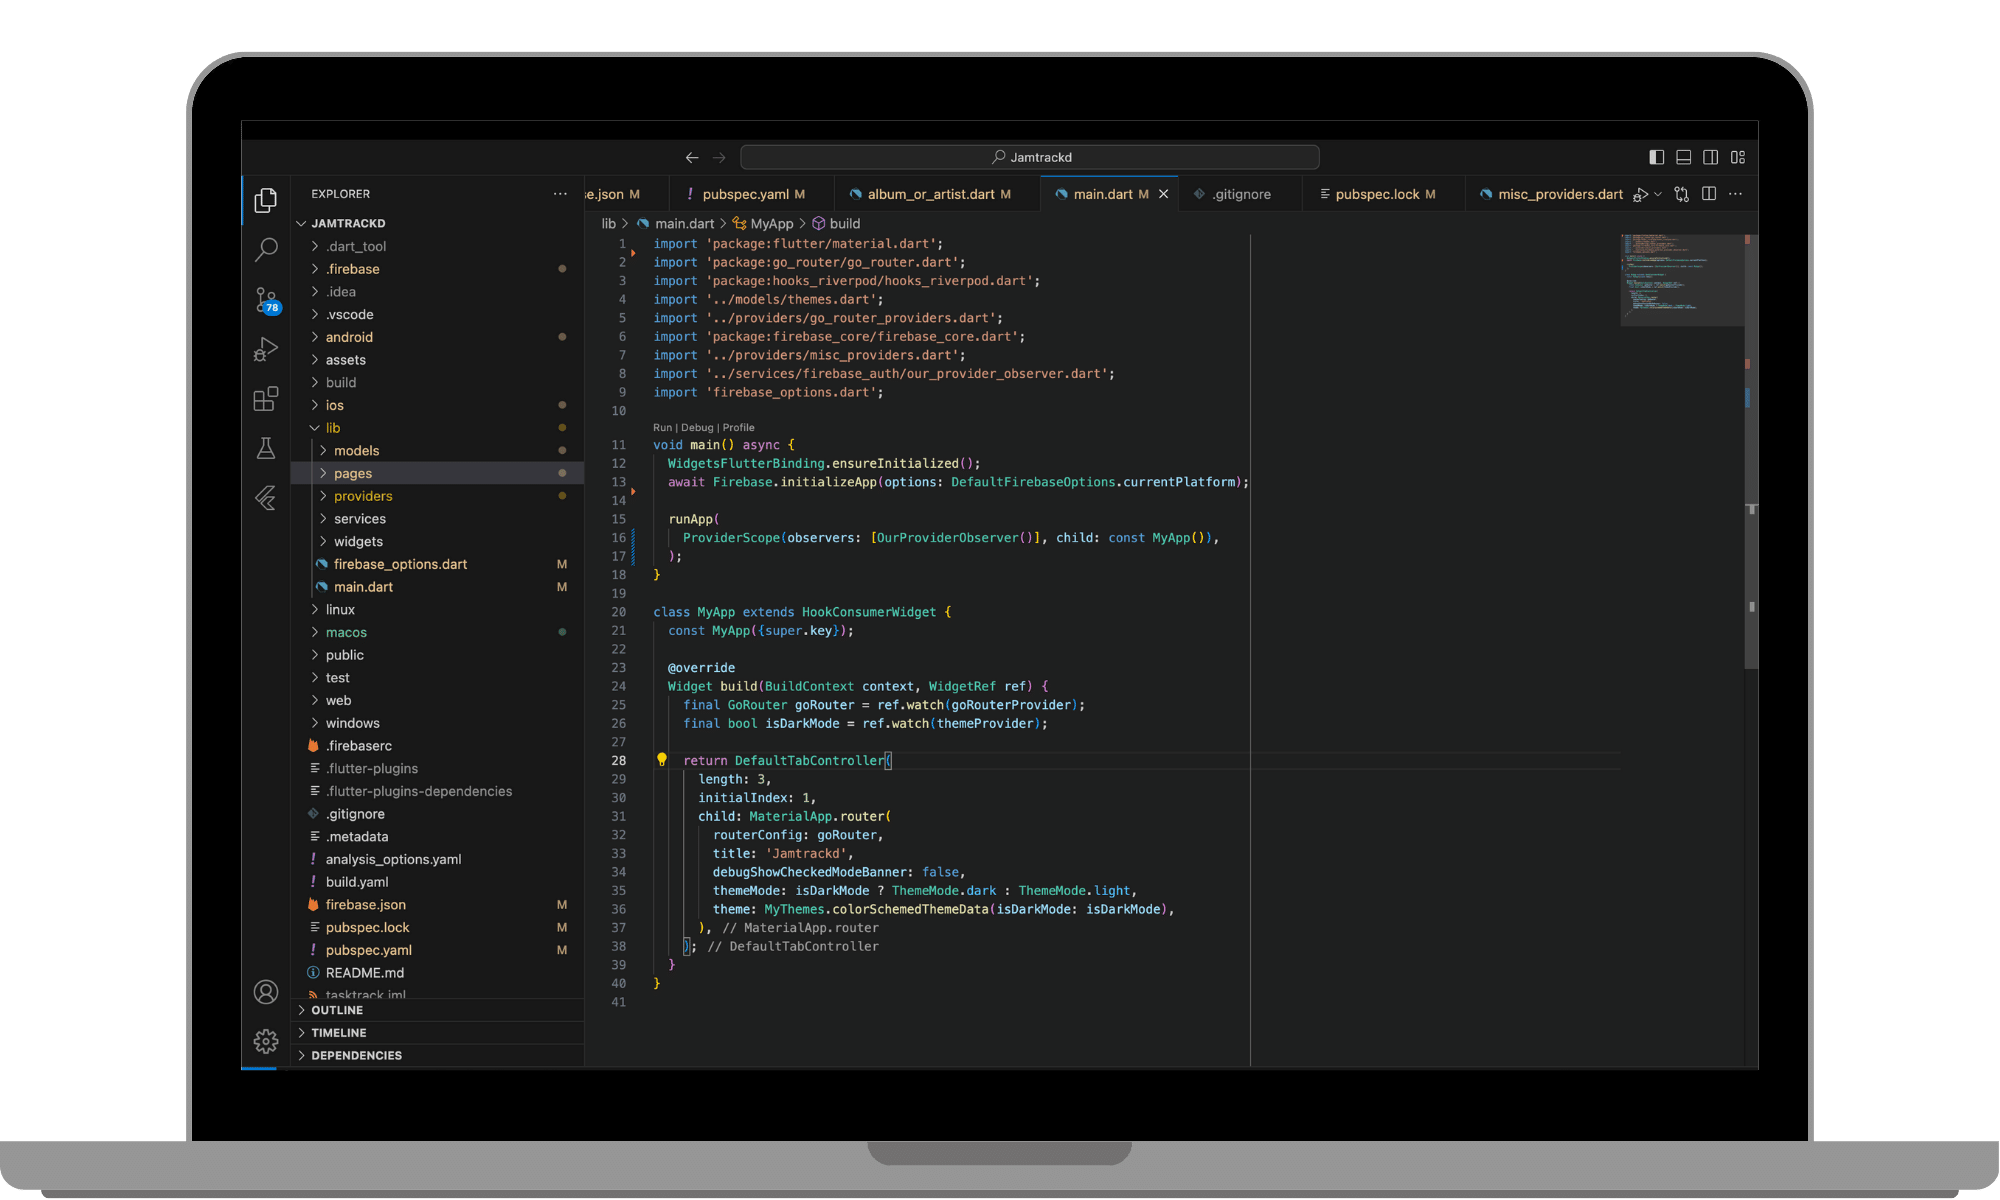 Jamtrackd
EXPLORER
JAMTRACKD
.dart_tool
.firebase
.idea
.vscode
android
assets
build
ios
lib
models
pages
providers
services
widgets
firebase_options.dart M
main.dart M
linux
macos
public
test
web
windows
.firebaserc
.flutter-plugins
.flutter-plugins-dependencies
.gitignore
.metadata
analysis_options.yaml
build.yaml
firebase.json M
pubspec.lock M
pubspec.yaml M
README.md
tasktrack.iml
OUTLINE
TIMELINE
DEPENDENCIES
78
se.json M ! pubspec.yaml M album_or_artist.dart M main.dart M .gitignore pubspec.lock M misc_providers.dart
lib > main.dart > MyApp > build
1 import 'package:flutter/material.dart';
2 import 'package:go_router/go_router.dart';
3 import 'package:hooks_riverpod/hooks_riverpod.dart';
4 import '../models/themes.dart';
5 import '../providers/go_router_providers.dart';
6 import 'package:firebase_core/firebase_core.dart';
7 import '../providers/misc_providers.dart';
8 import '../services/firebase_auth/our_provider_observer.dart';
9 import 'firebase_options.dart';
10
Run | Debug | Profile
11 void main() async {
12 WidgetsFlutterBinding.ensureInitialized();
13 await Firebase.initializeApp(options: DefaultFirebaseOptions.currentPlatform);
14
15 runApp(
16 ProviderScope(observers: [OurProviderObserver()], child: const MyApp()),
17 );
18 }
19
20 class MyApp extends HookConsumerWidget {
21 const MyApp({super.key});
22
23 @override
24 Widget build(BuildContext context, WidgetRef ref) {
25 final GoRouter goRouter = ref.watch(goRouterProvider);
26 final bool isDarkMode = ref.watch(themeProvider);
27
28 return DefaultTabController(
29 length: 3,
30 initialIndex: 1,
31 child: MaterialApp.router(
32 routerConfig: goRouter,
33 title: 'Jamtrackd',
34 debugShowCheckedModeBanner: false,
35 themeMode: isDarkMode ? ThemeMode.dark : ThemeMode.light,
36 theme: MyThemes.colorSchemedThemeData(isDarkMode: isDarkMode),
37 ), // MaterialApp.router
38 ); // DefaultTabController
39 }
40 }
41